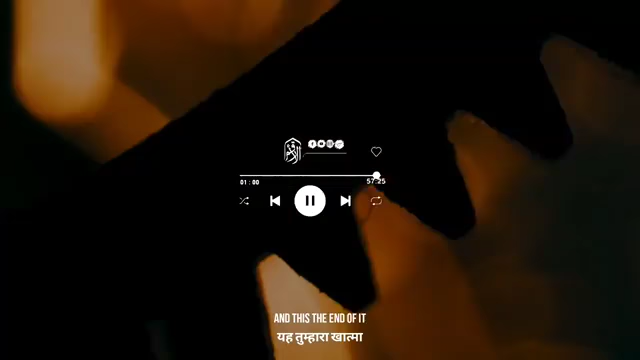 01 : 00
57:25
AND THIS THE END OF IT
यह तुम्हारा खात्मा